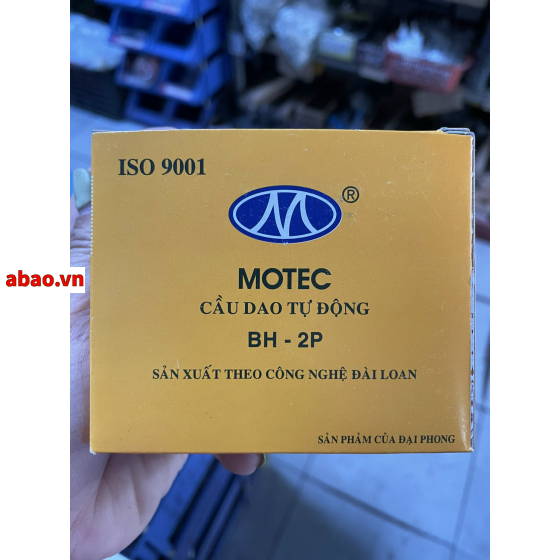 ISO 9001
M ®
abao.vn
MOTEC
CẦU DAO TỰ ĐỘNG
BH - 2P
SẢN XUẤT THEO CÔNG NGHỆ ĐÀI LOAN
SẢN PHẨM CỦA ĐẠI PHONG